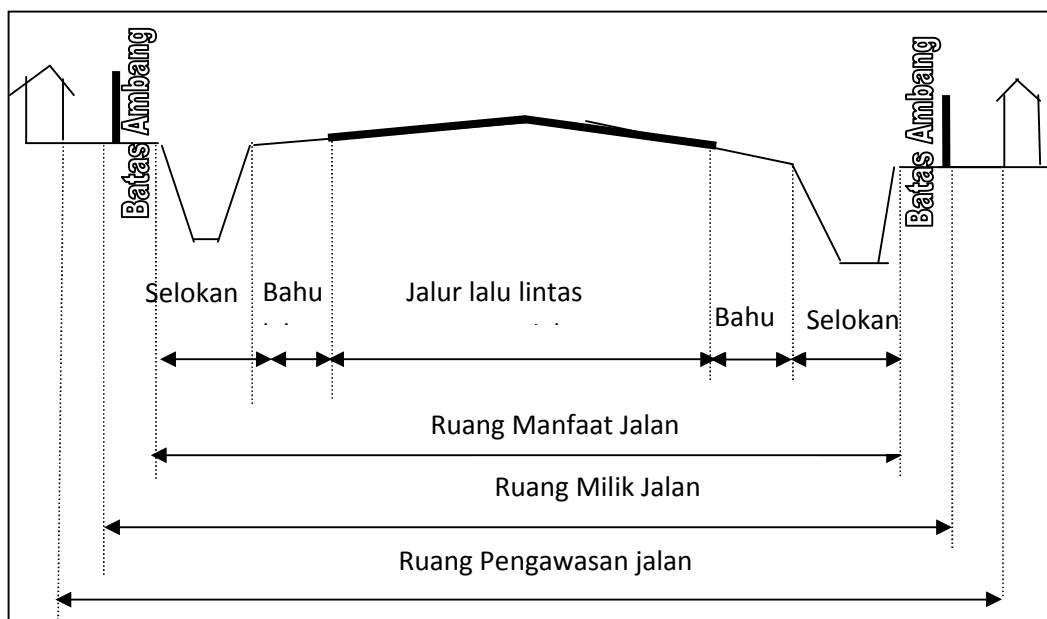 Batas Ambang
Batas Ambang
Selokan
Bahu
Jalur lalu lintas
Bahu
Selokan
Ruang Manfaat Jalan
Ruang Milik Jalan
Ruang Pengawasan jalan